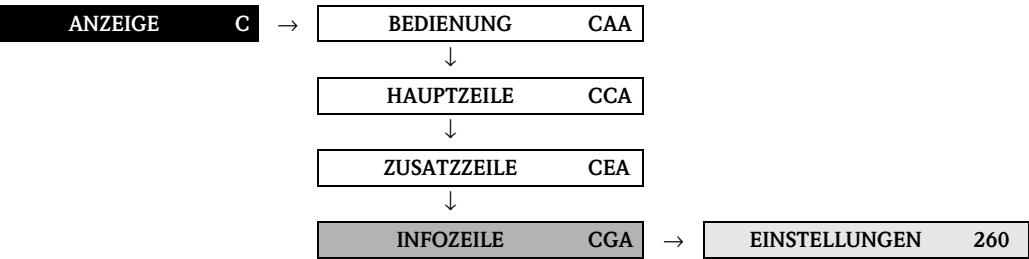 ANZEIGE C → BEDIENUNG CAA
↓
HAUPTZEILE CCA
↓
ZUSATZZEILE CEA
↓
INFOZEILE CGA → EINSTELLUNGEN 260